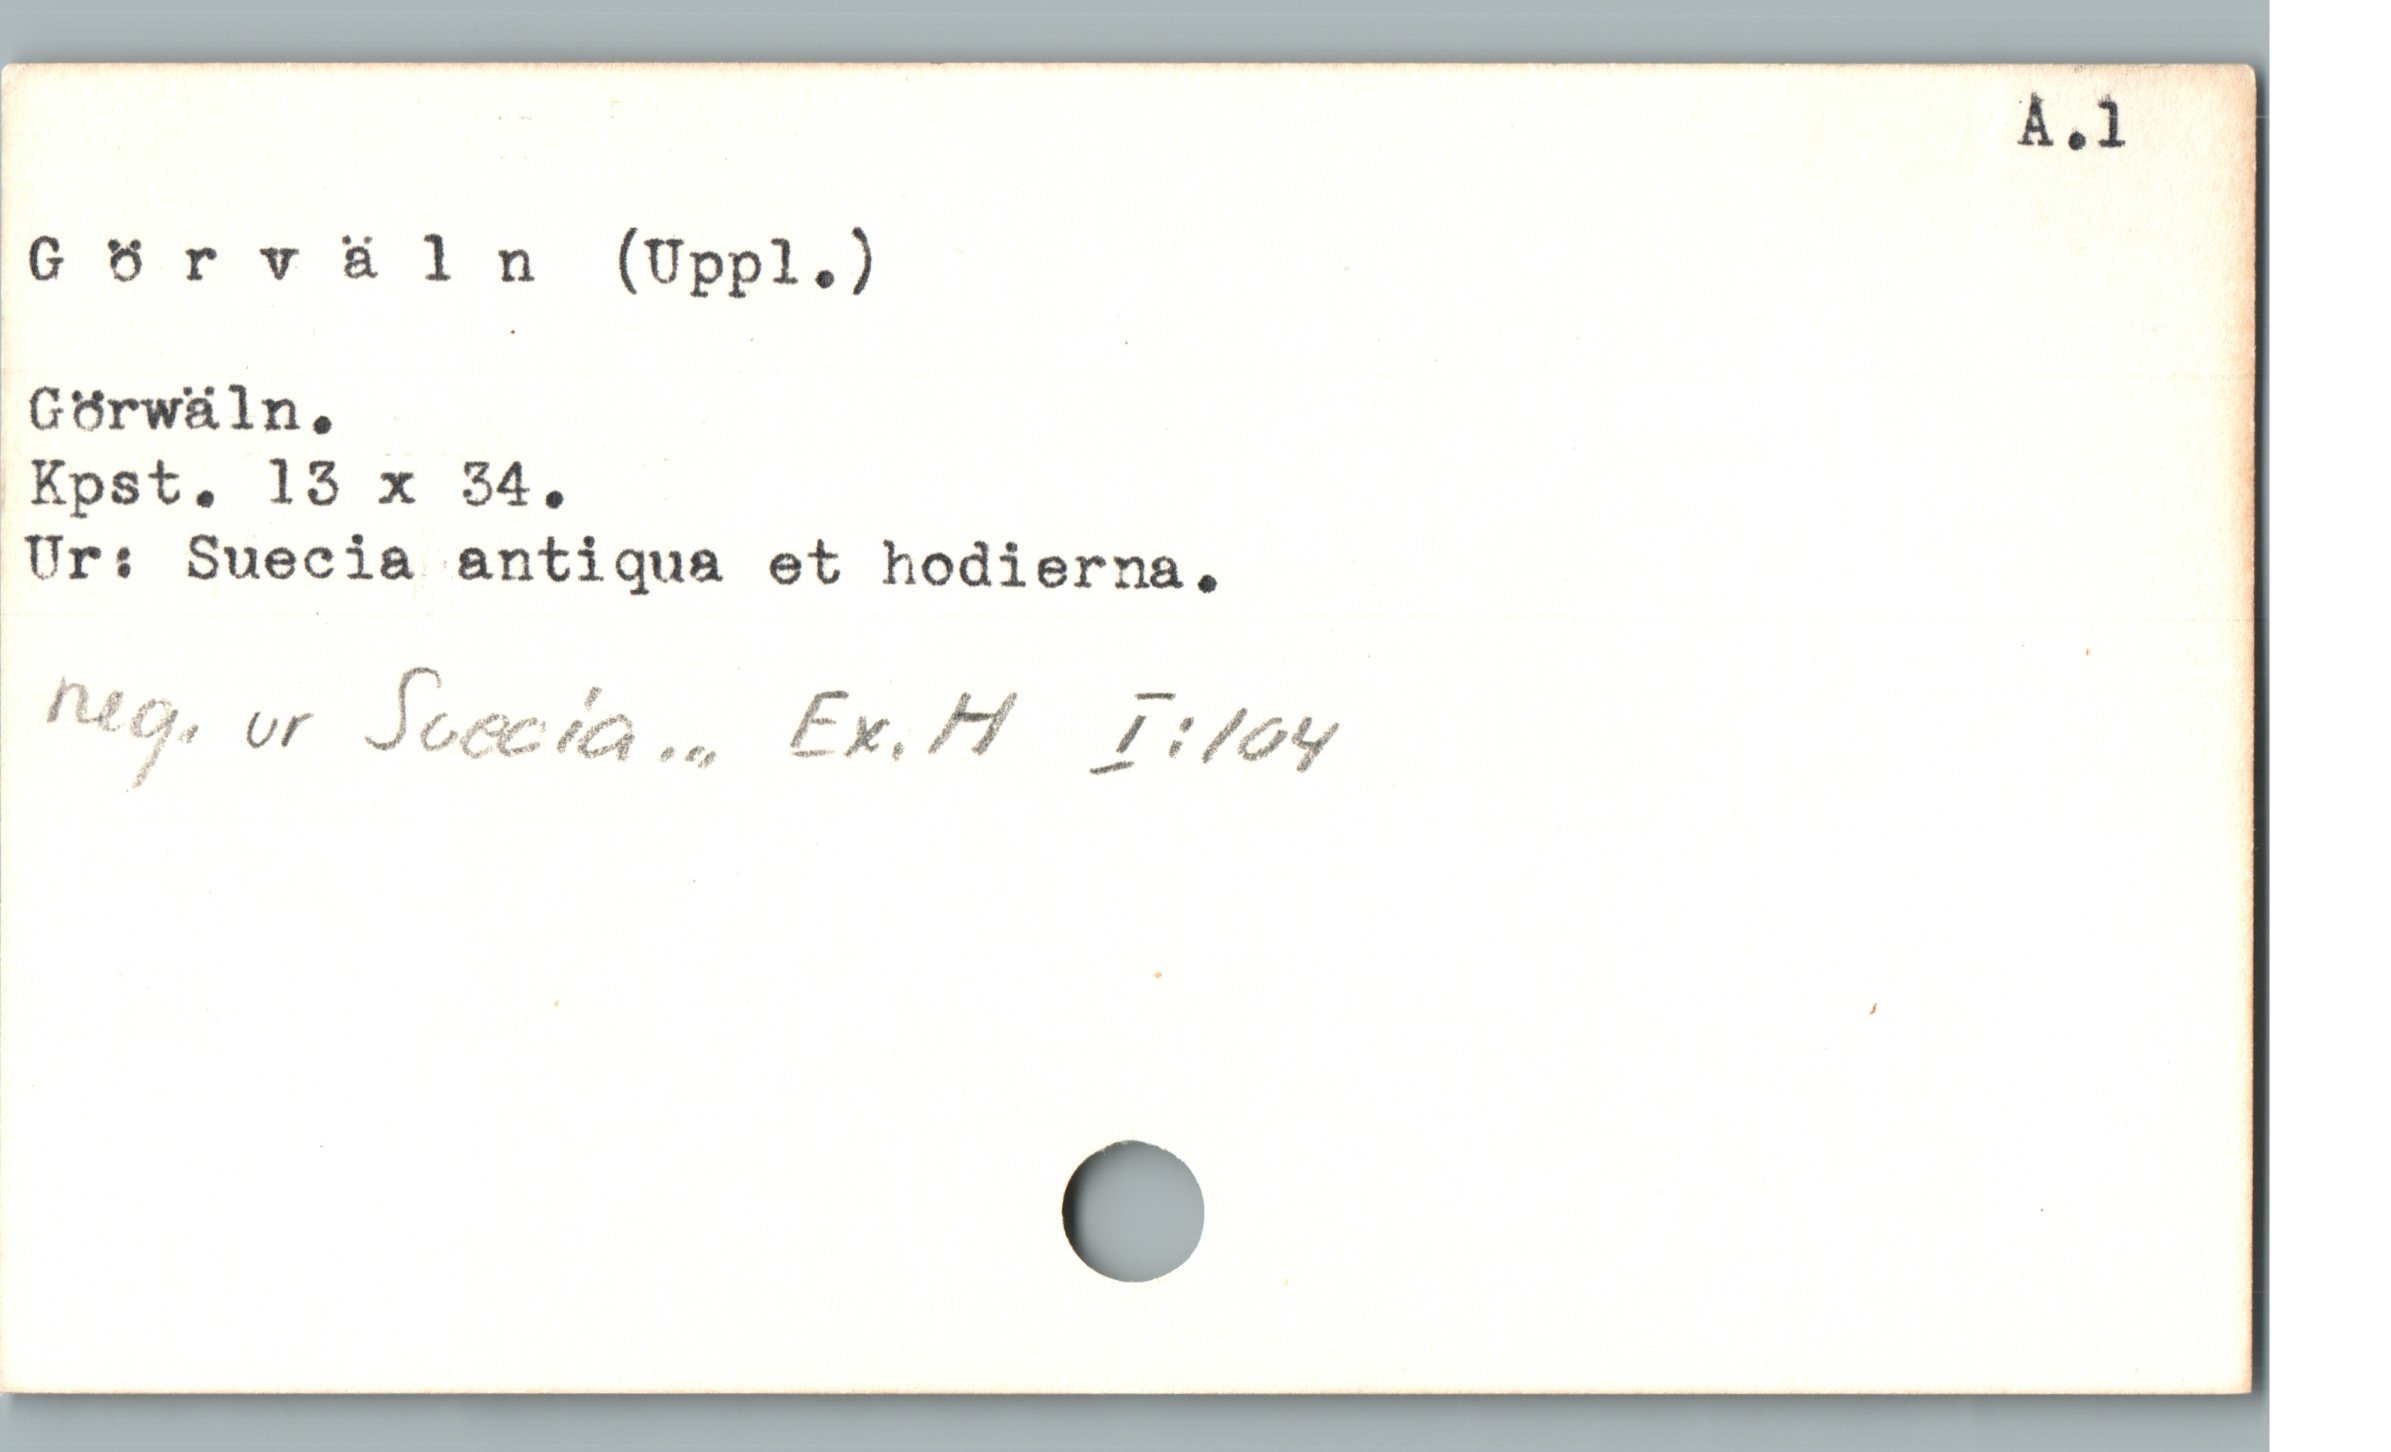 A.1
G ö r v ä l n (Uppl.)
Görwäln.
Kpst. 13 x 34.
Ur: Suecia antiqua et hodierna.
neg. ur Suecia... Ex. H I:104